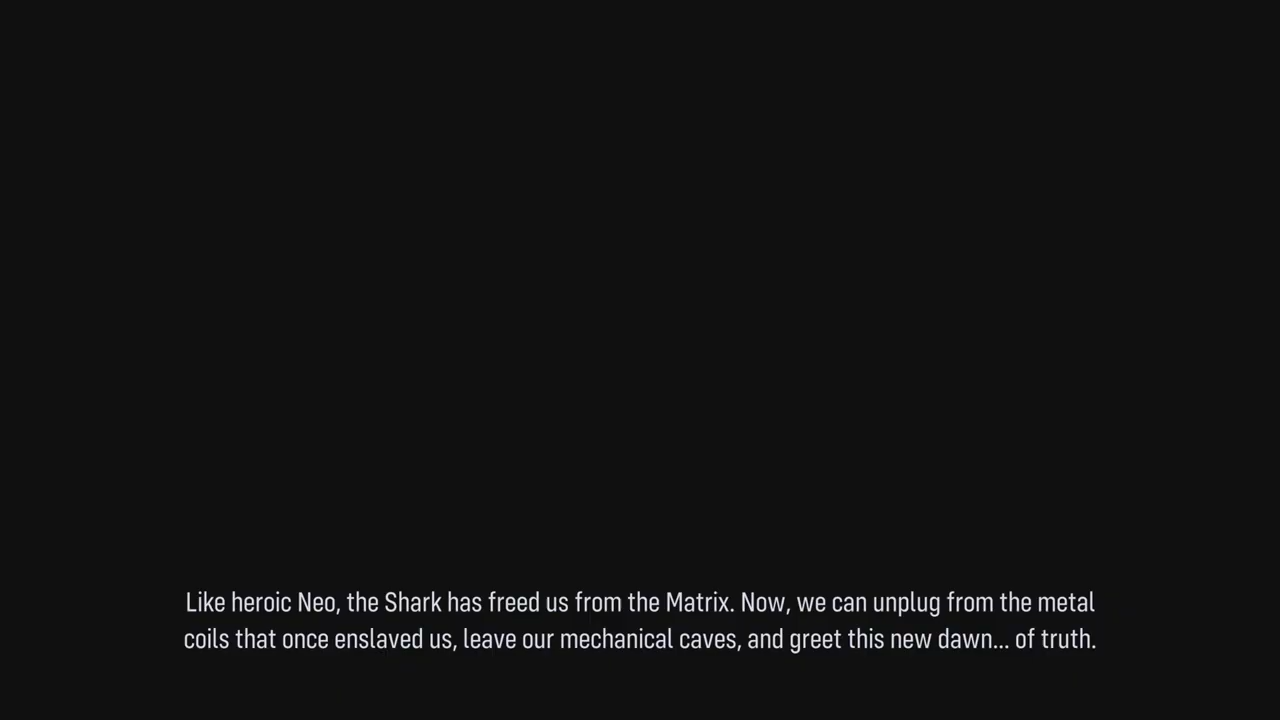 Like heroic Neo, the Shark has freed us from the Matrix. Now, we can unplug from the metal
coils that once enslaved us, leave our mechanical caves, and greet this new dawn... of truth.